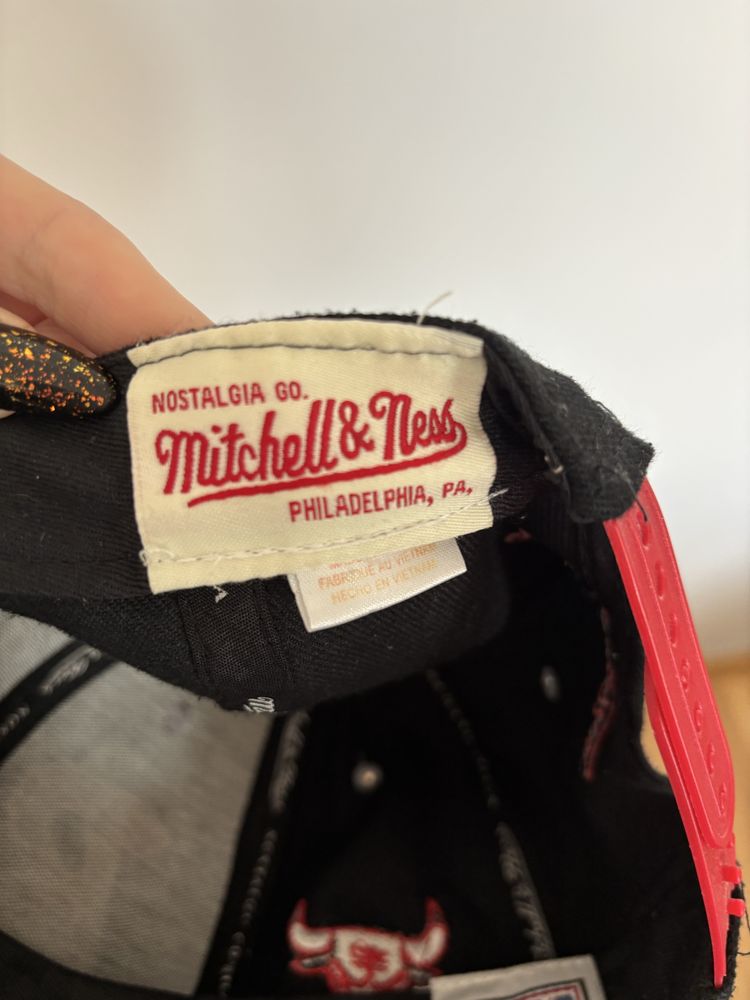 NOSTALGIA CO.
Mitchell & Ness
PHILADELPHIA, PA.
FABRIQUÉ AU VIETNAM
HECHO EN VIETNAM